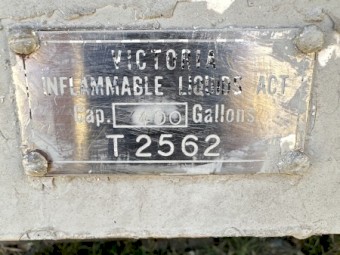 VICTORIA
INFLAMMABLE LIQUIDS ACT
Cap. Gallons
T 2562